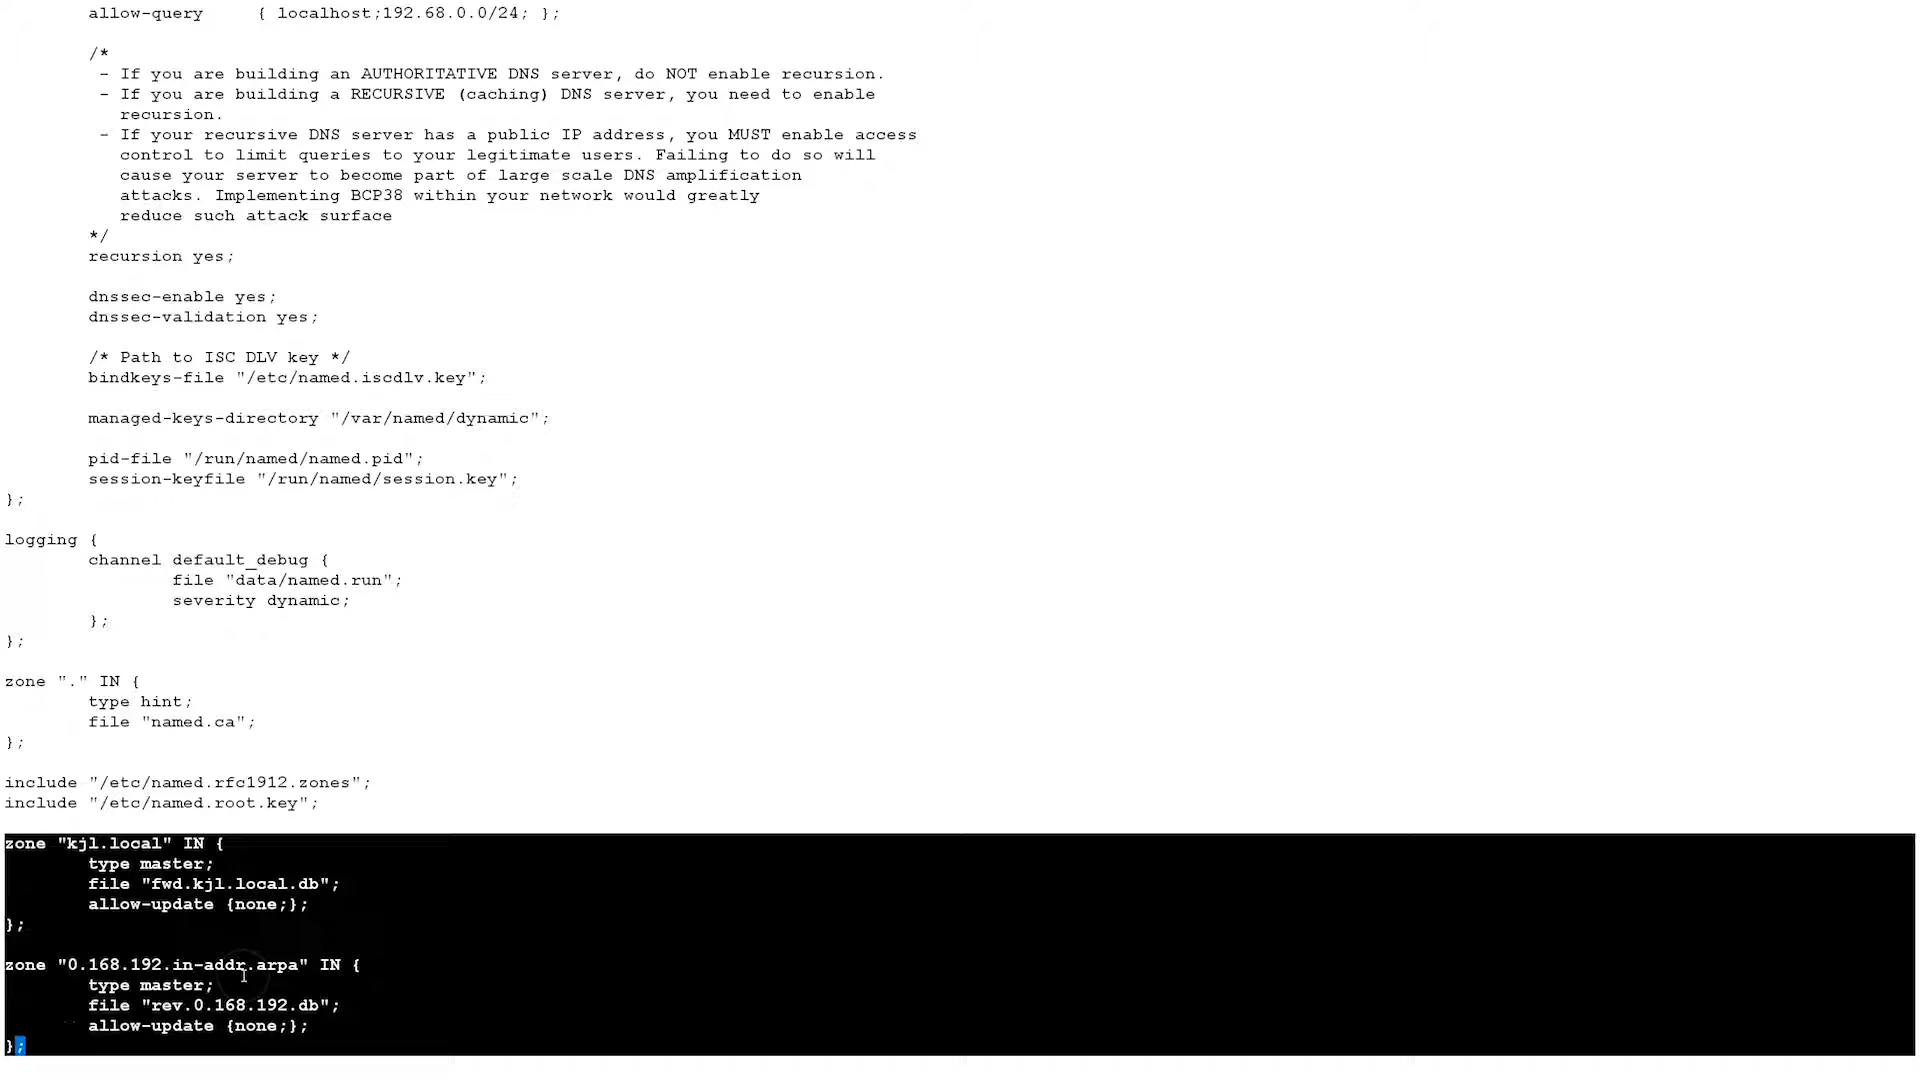 allow-query     { localhost;192.68.0.0/24; };
/*
- If you are building an AUTHORITATIVE DNS server, do NOT enable recursion.
- If you are building a RECURSIVE (caching) DNS server, you need to enable
recursion.
- If your recursive DNS server has a public IP address, you MUST enable access
control to limit queries to your legitimate users. Failing to do so will
cause your server to become part of large scale DNS amplification
attacks. Implementing BCP38 within your network would greatly
reduce such attack surface
*/
recursion yes;
dnssec-enable yes;
dnssec-validation yes;
/* Path to ISC DLV key */
bindkeys-file "/etc/named.iscdlv.key";
managed-keys-directory "/var/named/dynamic";
pid-file "/run/named/named.pid";
session-keyfile "/run/named/session.key";
};
logging {
channel default_debug {
file "data/named.run";
severity dynamic;
};
};
zone "." IN {
type hint;
file "named.ca";
};
include "/etc/named.rfc1912.zones";
include "/etc/named.root.key";
zone "kjl.local" IN {
type master;
file "fwd.kjl.local.db";
allow-update {none;};
};
zone "0.168.192.in-addr.arpa" IN {
type master;
file "rev.0.168.192.db";
allow-update {none;};
};